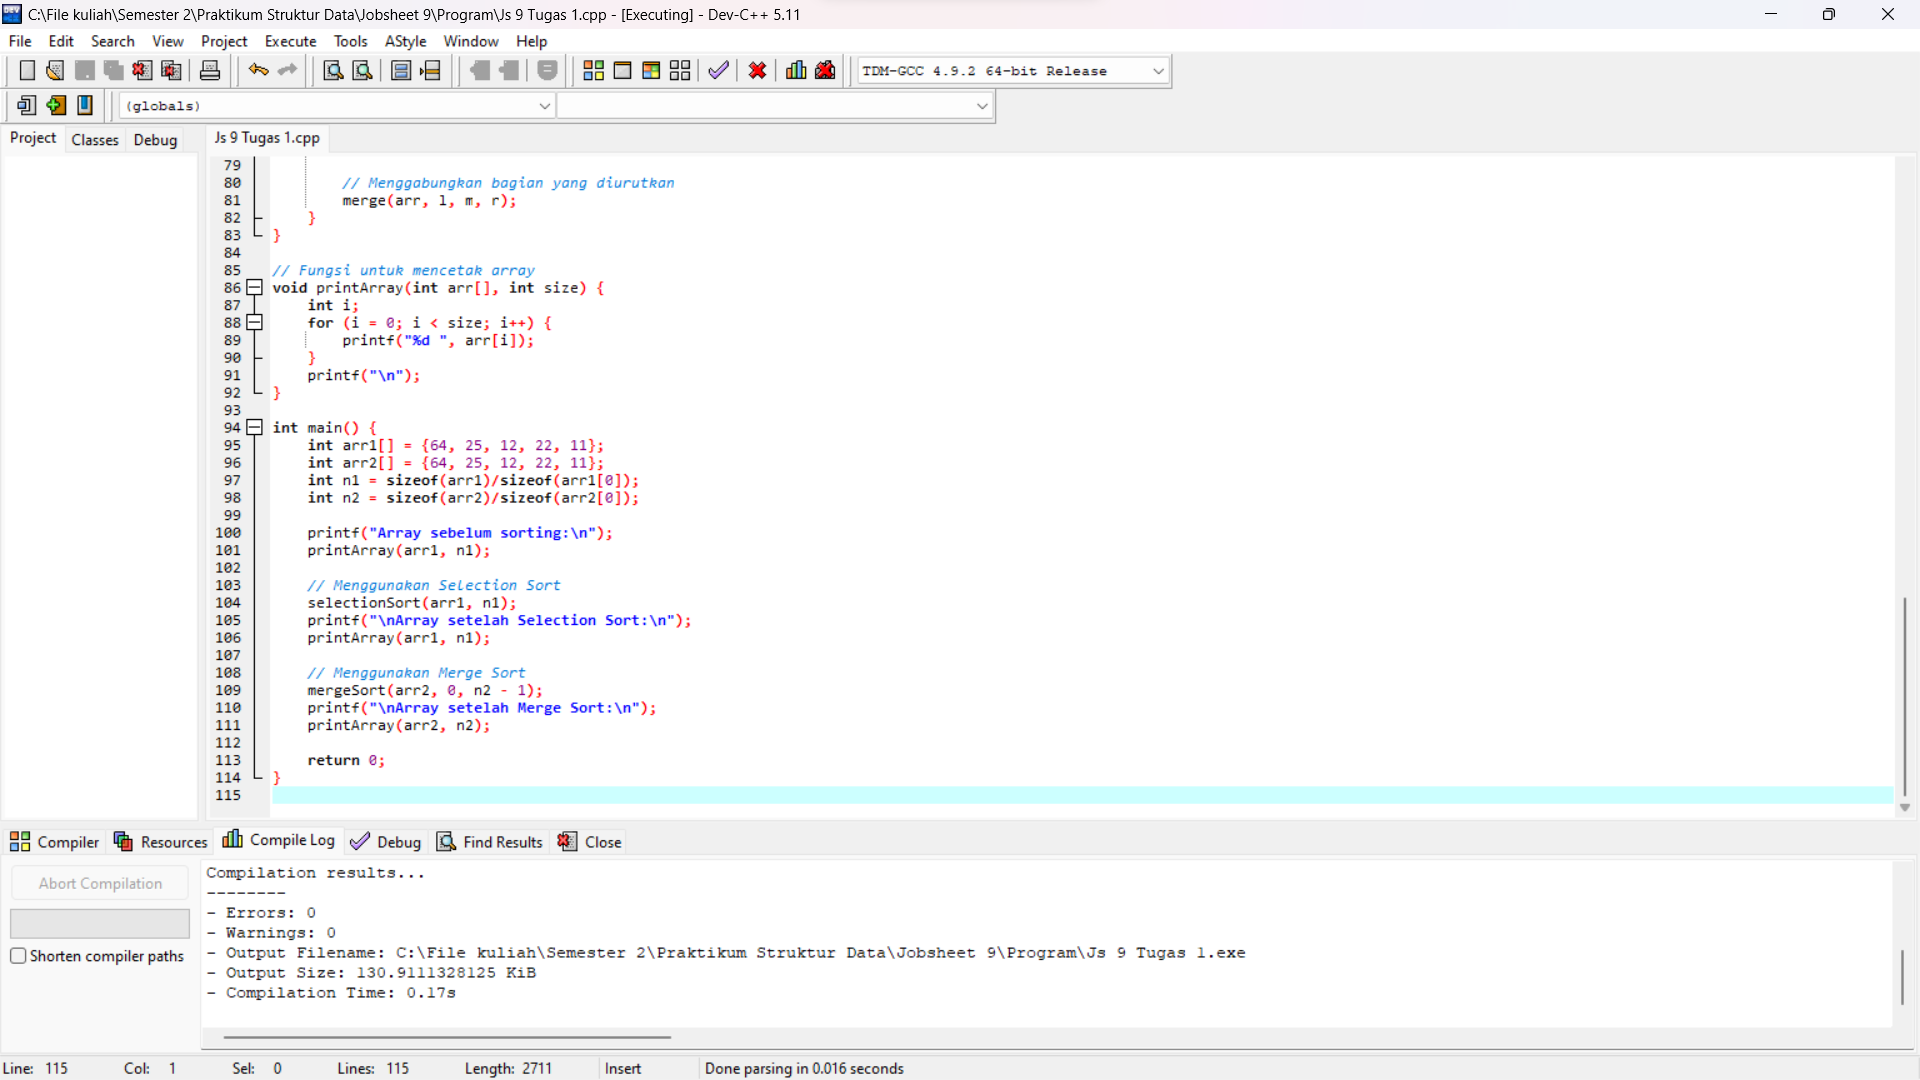 C:\File kuliah\Semester 2\Praktikum Struktur Data\Jobsheet 9\Program\Js 9 Tugas 1.cpp - [Executing] - Dev-C++ 5.11
File Edit Search View Project Execute Tools AStyle Window Help
TDM-GCC 4.9.2 64-bit Release
(globals)
Project Classes Debug
Js 9 Tugas 1.cpp
79
80 // Menggabungkan bagian yang diurutkan
81 merge(arr, l, m, r);
82 }
83 }
84
85 // Fungsi untuk mencetak array
86 void printArray(int arr[], int size) {
87 int i;
88 for (i = 0; i < size; i++) {
89 printf("%d ", arr[i]);
90 }
91 printf("\n");
92 }
93
94 int main() {
95 int arr1[] = {64, 25, 12, 22, 11};
96 int arr2[] = {64, 25, 12, 22, 11};
97 int n1 = sizeof(arr1)/sizeof(arr1[0]);
98 int n2 = sizeof(arr2)/sizeof(arr2[0]);
99
100 printf("Array sebelum sorting:\n");
101 printArray(arr1, n1);
102
103 // Menggunakan Selection Sort
104 selectionSort(arr1, n1);
105 printf("\nArray setelah Selection Sort:\n");
106 printArray(arr1, n1);
107
108 // Menggunakan Merge Sort
109 mergeSort(arr2, 0, n2 - 1);
110 printf("\nArray setelah Merge Sort:\n");
111 printArray(arr2, n2);
112
113 return 0;
114 }
115
Compiler Resources Compile Log Debug Find Results Close
Abort Compilation
Shorten compiler paths
Compilation results...
--------
- Errors: 0
- Warnings: 0
- Output Filename: C:\File kuliah\Semester 2\Praktikum Struktur Data\Jobsheet 9\Program\Js 9 Tugas 1.exe
- Output Size: 130.9111328125 KiB
- Compilation Time: 0.17s
Line: 115 Col: 1 Sel: 0 Lines: 115 Length: 2711 Insert Done parsing in 0.016 seconds